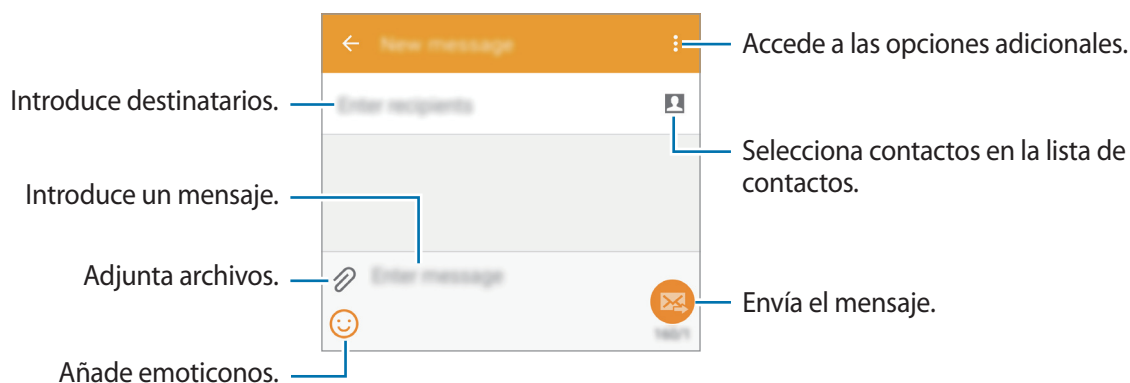 New message
Accede a las opciones adicionales.
Introduce destinatarios.
Enter recipients
Selecciona contactos en la lista de
contactos.
Introduce un mensaje.
Adjunta archivos.
Enter message
Envía el mensaje.
Añade emoticonos.